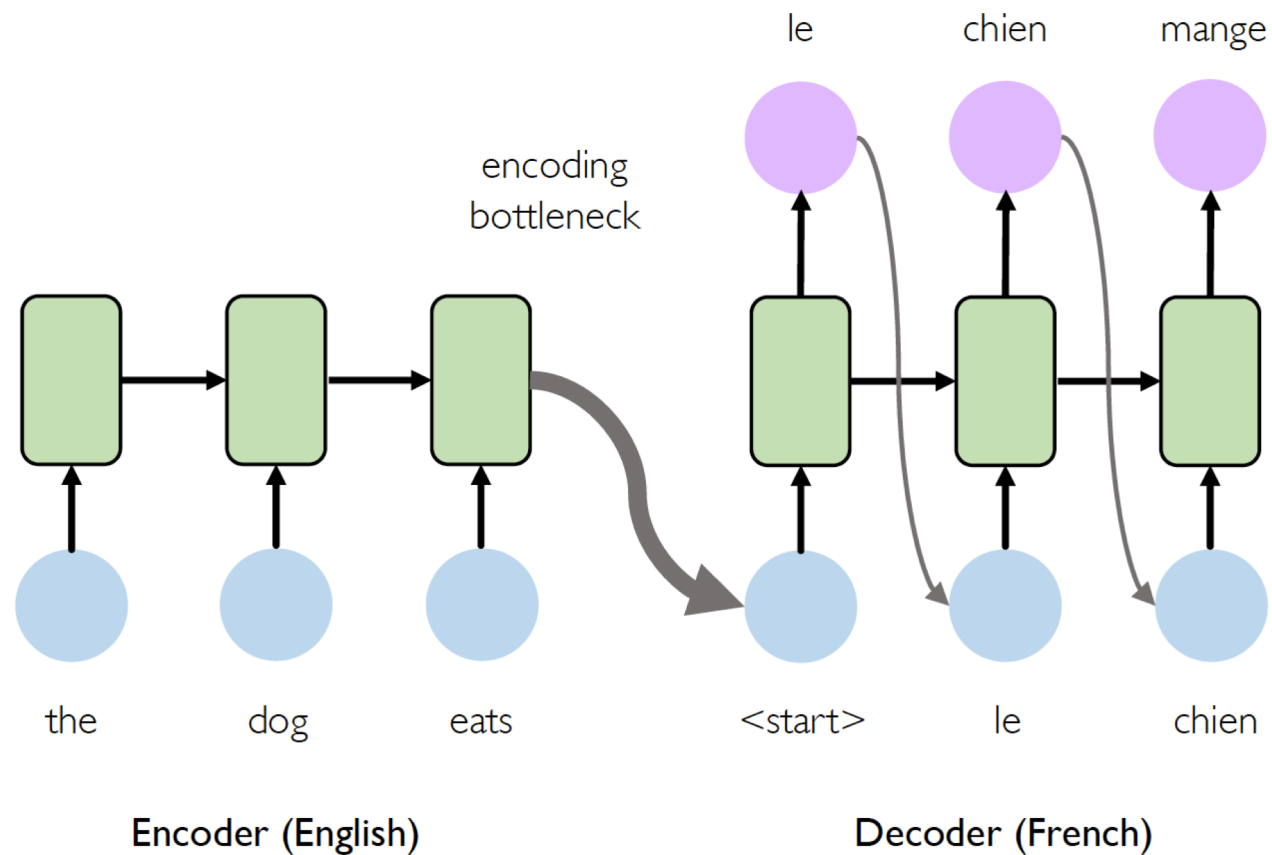 le chien mange
encoding
bottleneck
the dog eats <start> le chien
Encoder (English) Decoder (French)